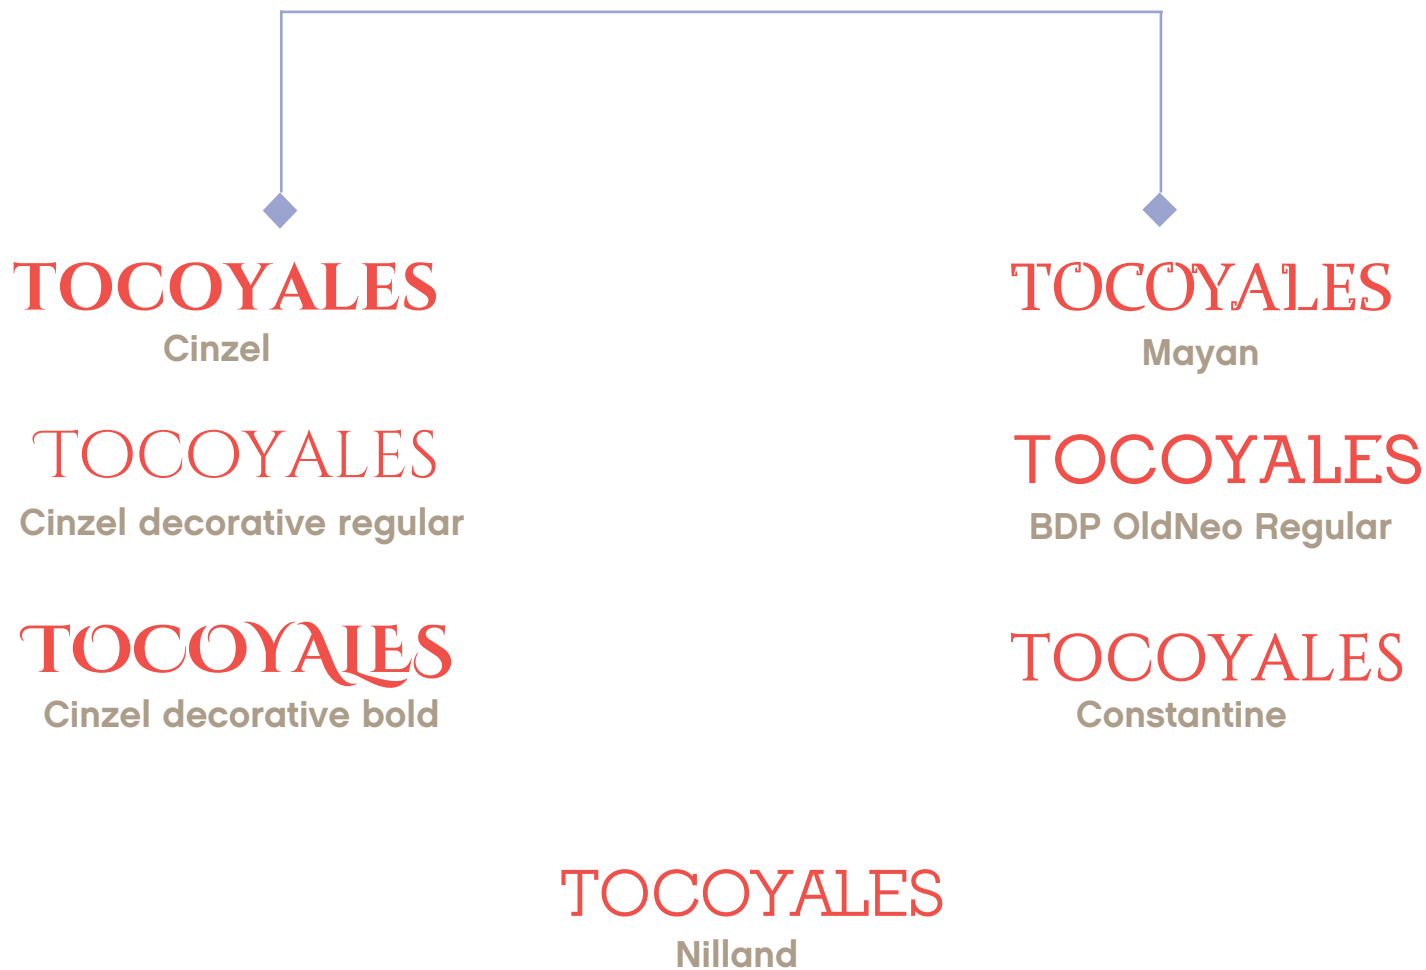 TOCOYALES
Cinzel
TOCOYALES
Cinzel decorative regular
TOCOYALES
Cinzel decorative bold
TOCOYALES
Mayan
TOCOYALES
BDP OldNeo Regular
TOCOYALES
Constantine
TOCOYALES
Nilland